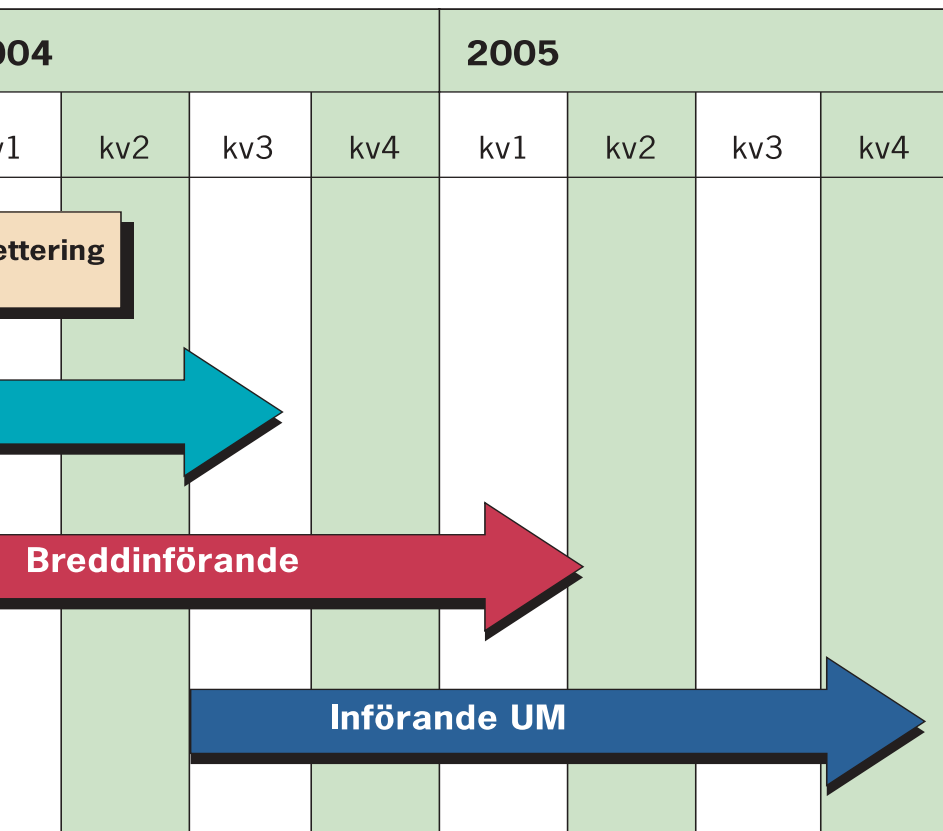 004 2005
v1 kv2 kv3 kv4 kv1 kv2 kv3 kv4
ettering
Breddinförande
Införande UM